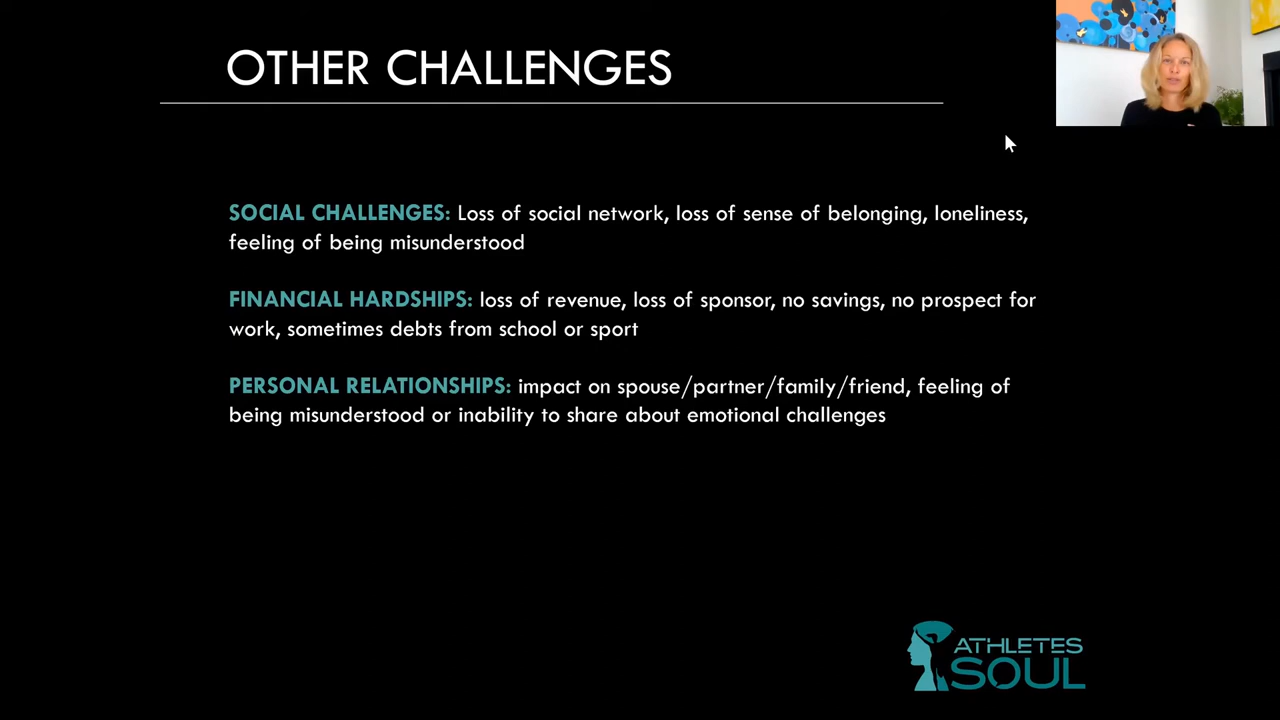 OTHER CHALLENGES
SOCIAL CHALLENGES: Loss of social network, loss of sense of belonging, loneliness,
feeling of being misunderstood
FINANCIAL HARDSHIPS: loss of revenue, loss of sponsor, no savings, no prospect for
work, sometimes debts from school or sport
PERSONAL RELATIONSHIPS: impact on spouse/partner/family/friend, feeling of
being misunderstood or inability to share about emotional challenges
ATHLETES
SOUL